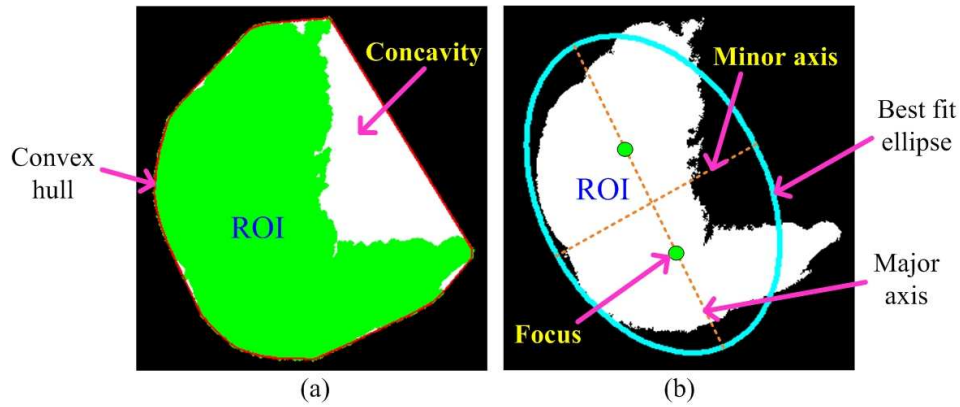 Concavity
Convex
hull
ROI
(a)
Minor axis
Best fit
ellipse
ROI
Major
axis
Focus
(b)